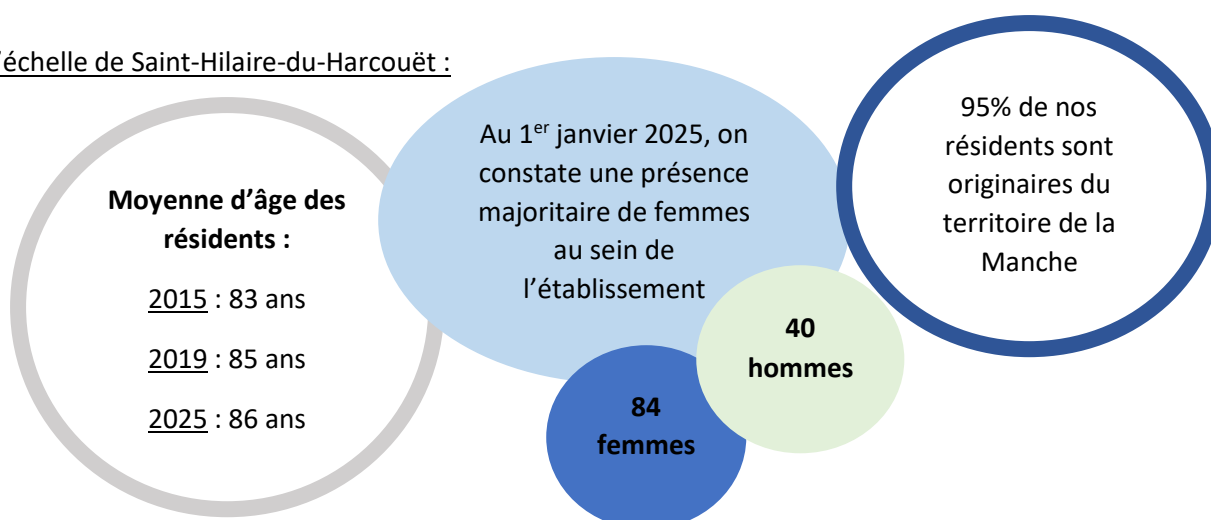 ’échelle de Saint-Hilaire-du-Harcouët :
Moyenne d’âge des
résidents :
2015 : 83 ans
2019 : 85 ans
2025 : 86 ans
Au 1er janvier 2025, on
constate une présence
majoritaire de femmes
au sein de
l’établissement
84
femmes
40
hommes
95% de nos
résidents sont
originaires du
territoire de la
Manche